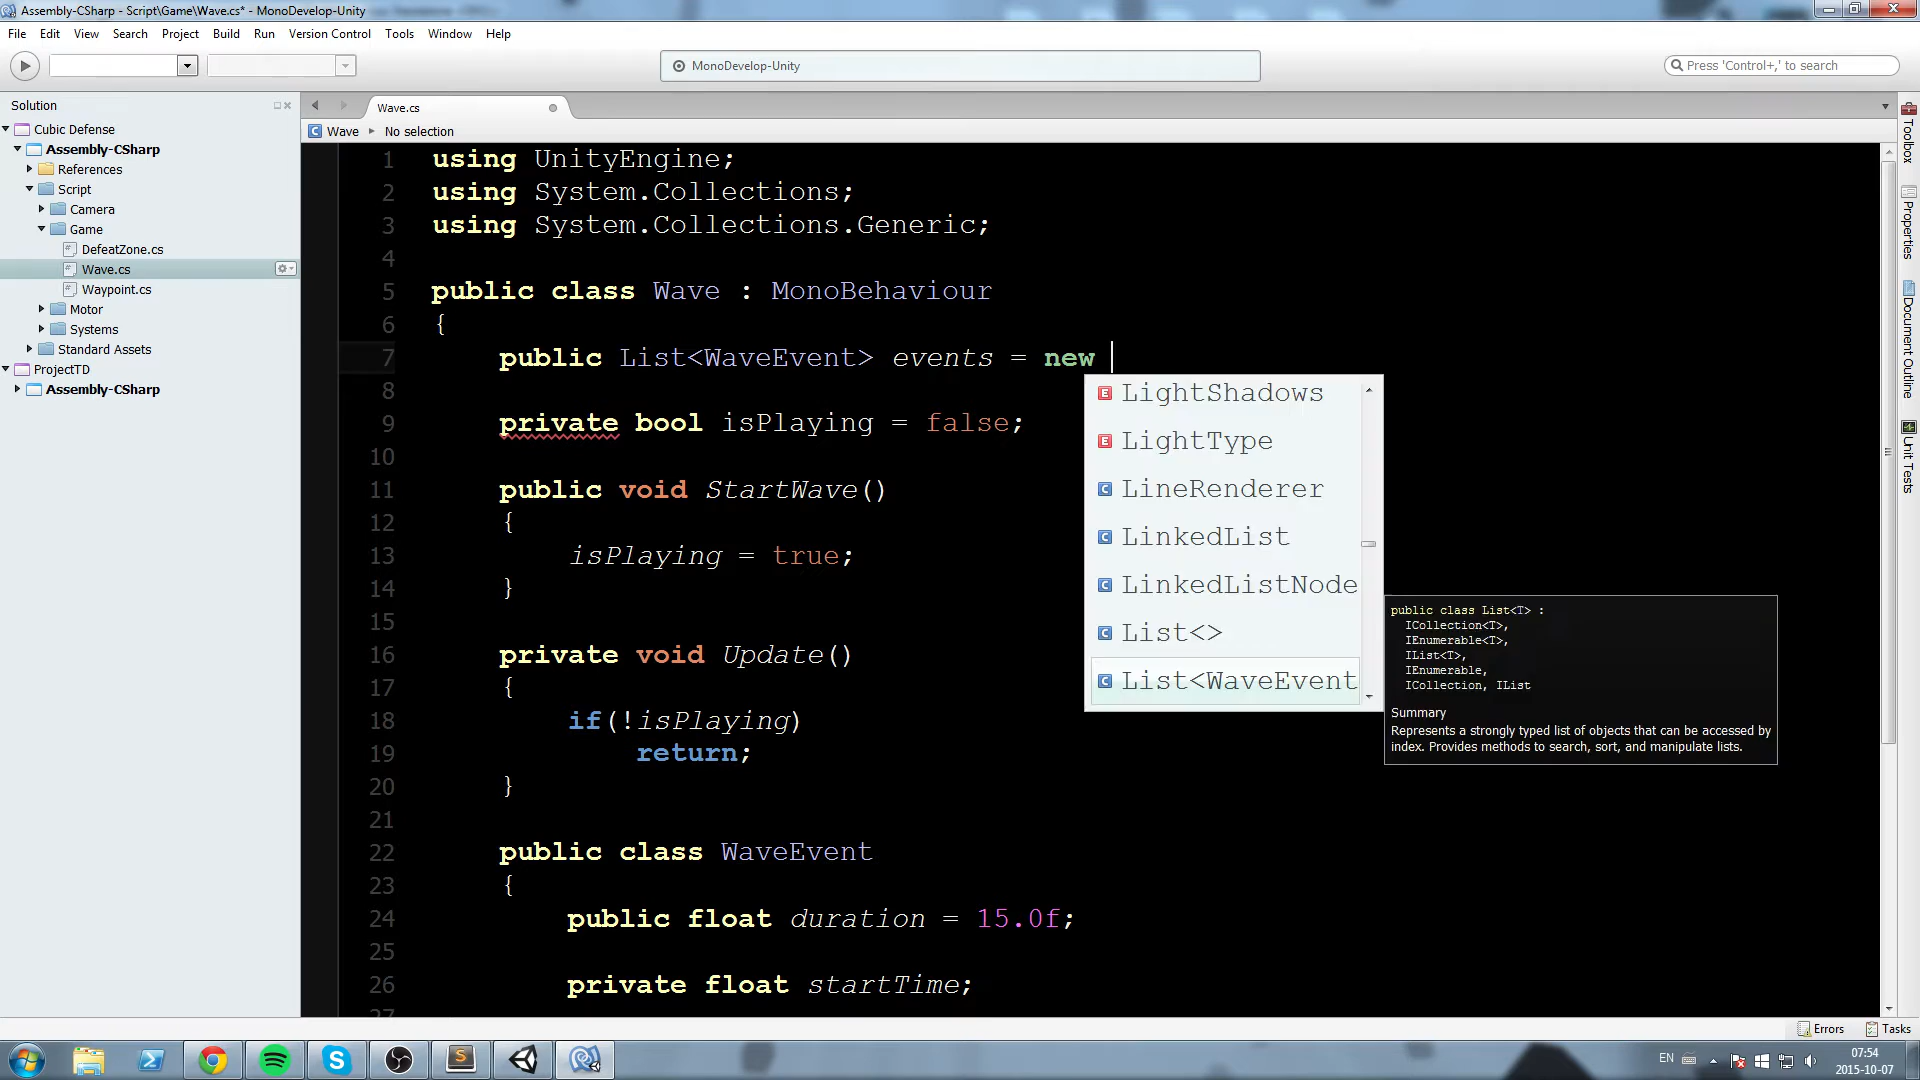 Assembly-CSharp - Script\Game\Wave.cs* - MonoDevelop-Unity
File Edit View Search Project Build Run Version Control Tools Window Help
MonoDevelop-Unity
Press 'Control+,' to search
Solution
Cubic Defense
Assembly-CSharp
References
Script
Camera
Game
DefeatZone.cs
Wave.cs
Waypoint.cs
Motor
Systems
Standard Assets
ProjectTD
Assembly-CSharp
Wave.cs
Wave No selection
1 using UnityEngine;
2 using System.Collections;
3 using System.Collections.Generic;
4
5 public class Wave : MonoBehaviour
6 {
7 public List<WaveEvent> events = new
8
9 private bool isPlaying = false;
10
11 public void StartWave()
12 {
13 isPlaying = true;
14 }
15
16 private void Update()
17 {
18 if(!isPlaying)
19 return;
20 }
21
22 public class WaveEvent
23 {
24 public float duration = 15.0f;
25
26 private float startTime;
27
LightShadows
LightType
LineRenderer
LinkedList
LinkedListNode
List<>
List<WaveEvent
public class List<T> :
ICollection<T>,
IEnumerable<T>,
IList<T>,
IEnumerable,
ICollection, IList
Summary
Represents a strongly typed list of objects that can be accessed by
index. Provides methods to search, sort, and manipulate lists.
Toolbox
Properties
Document Outline
Unit Tests
Errors Tasks
EN
07:54
2015-10-07